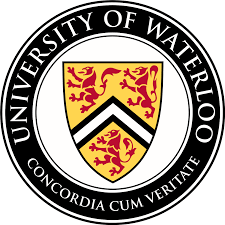 UNIVERSITY OF WATERLOO
CONCORDIA CUM VERITATE